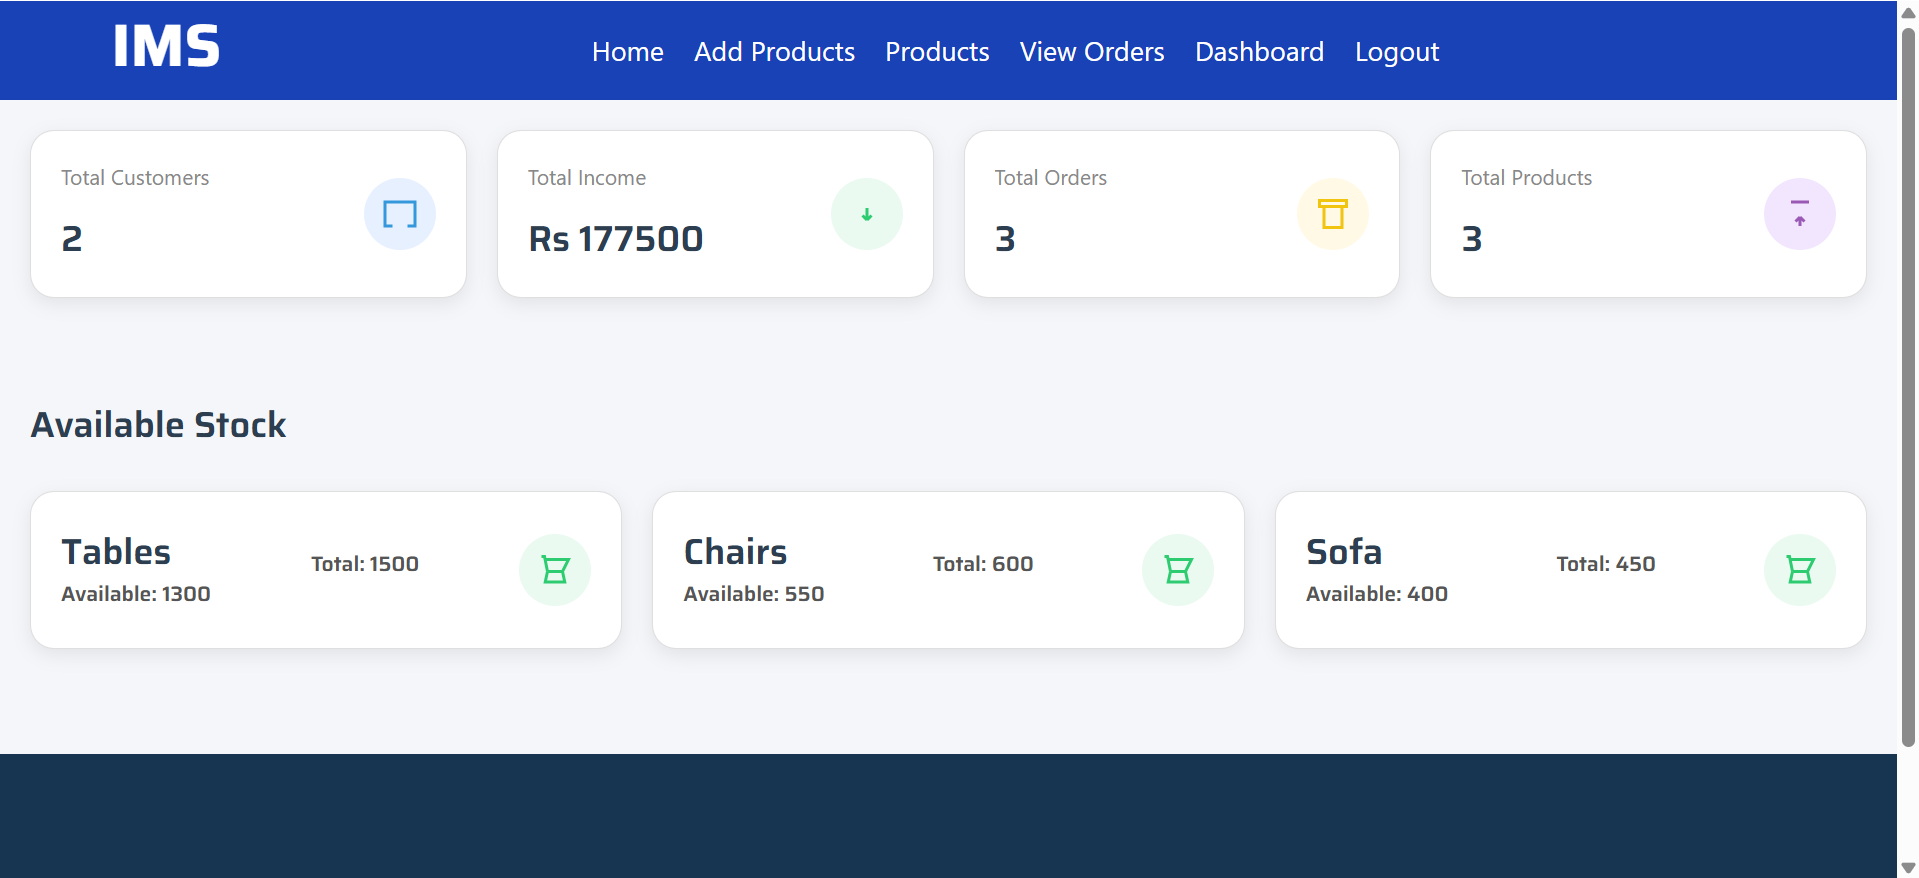 IMS
Home Add Products Products View Orders Dashboard Logout
Total Customers
2
Total Income
Rs 177500
Total Orders
3
Total Products
3
Available Stock
Tables
Total: 1500
Available: 1300
Chairs
Total: 600
Available: 550
Sofa
Total: 450
Available: 400